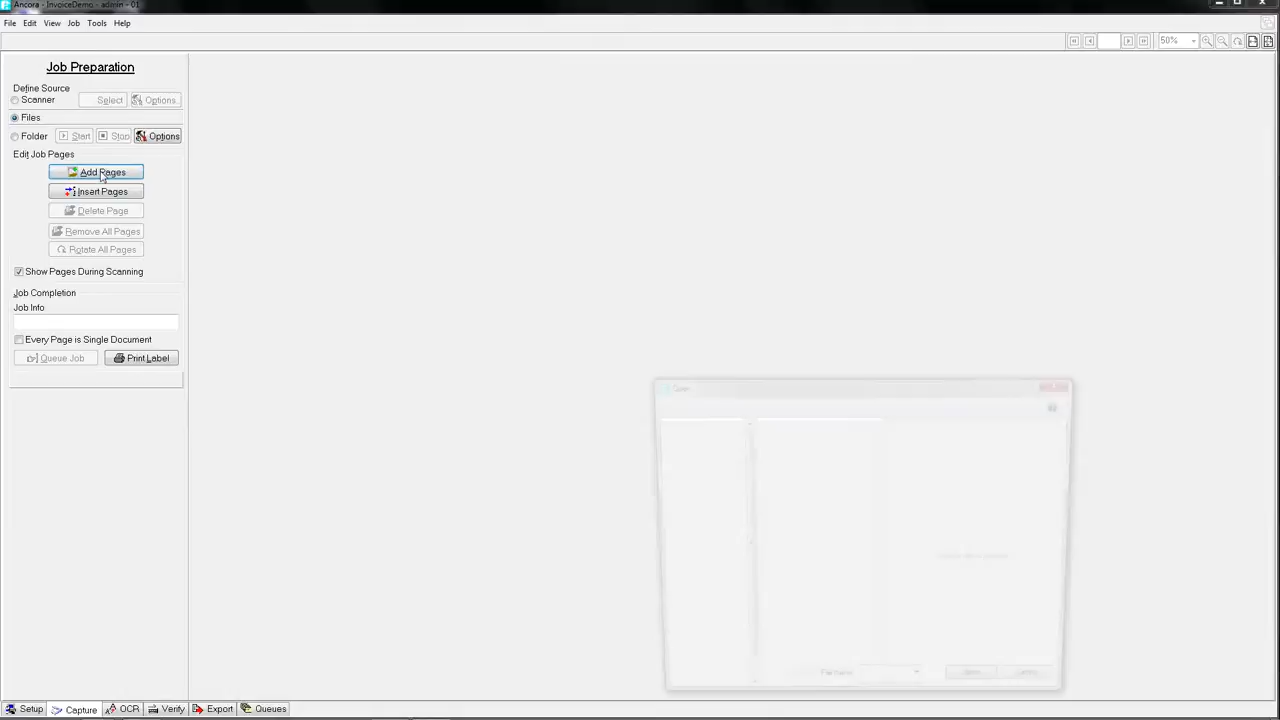 Ancora - InvoiceDemo - admin - 01
File Edit View Job Tools Help
50%
Job Preparation
Define Source
Scanner Select Options..
Files
Folder Start Stop Options
Edit Job Pages
Add Pages
Insert Pages
Delete Page
Remove All Pages
Rotate All Pages
Show Pages During Scanning
Job Completion
Job Info
Every Page is Single Document
Queue Job Print Label
Open
File name:
Setup Capture OCR Verify Export Queues